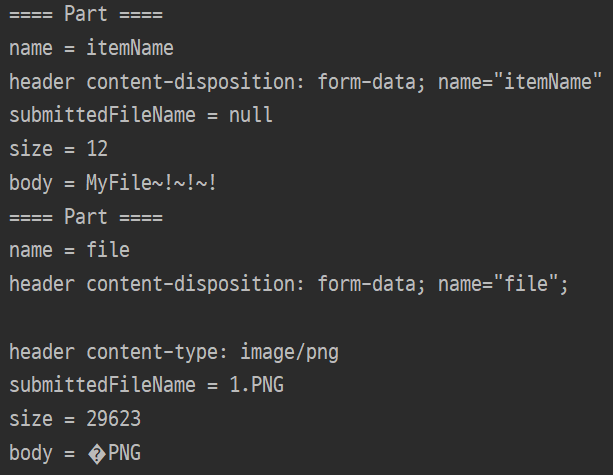 ==== Part ====
name = itemName
header content-disposition: form-data; name="itemName"
submittedFileName = null
size = 12
body = MyFile~!~!~!
==== Part ====
name = file
header content-disposition: form-data; name="file";
header content-type: image/png
submittedFileName = 1.PNG
size = 29623
body = �PNG